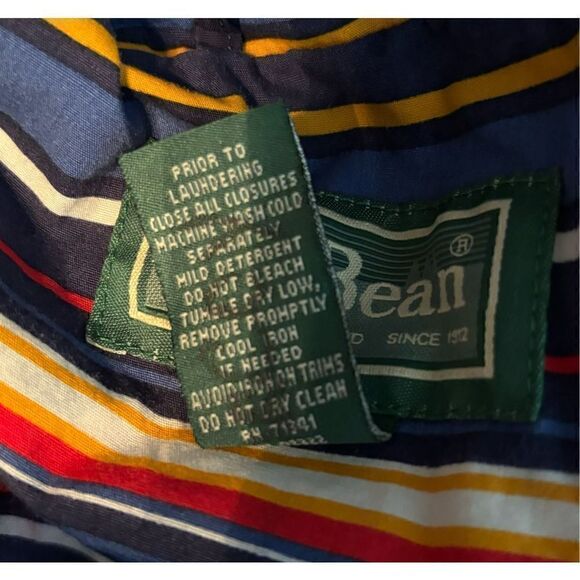 PRIOR TO
LAUNDERING
CLOSE ALL CLOSURES
MACHINE WASH COLD
SEPARATELY
MILD DETERGENT
DO NOT BLEACH
TUMBLE DRY LOW,
REMOVE PROMPTLY
COOL IRON
IF NEEDED
AVOID IRON ON TRIMS
DO NOT DRY CLEAN
RN 71341
Bean®
SINCE 1912